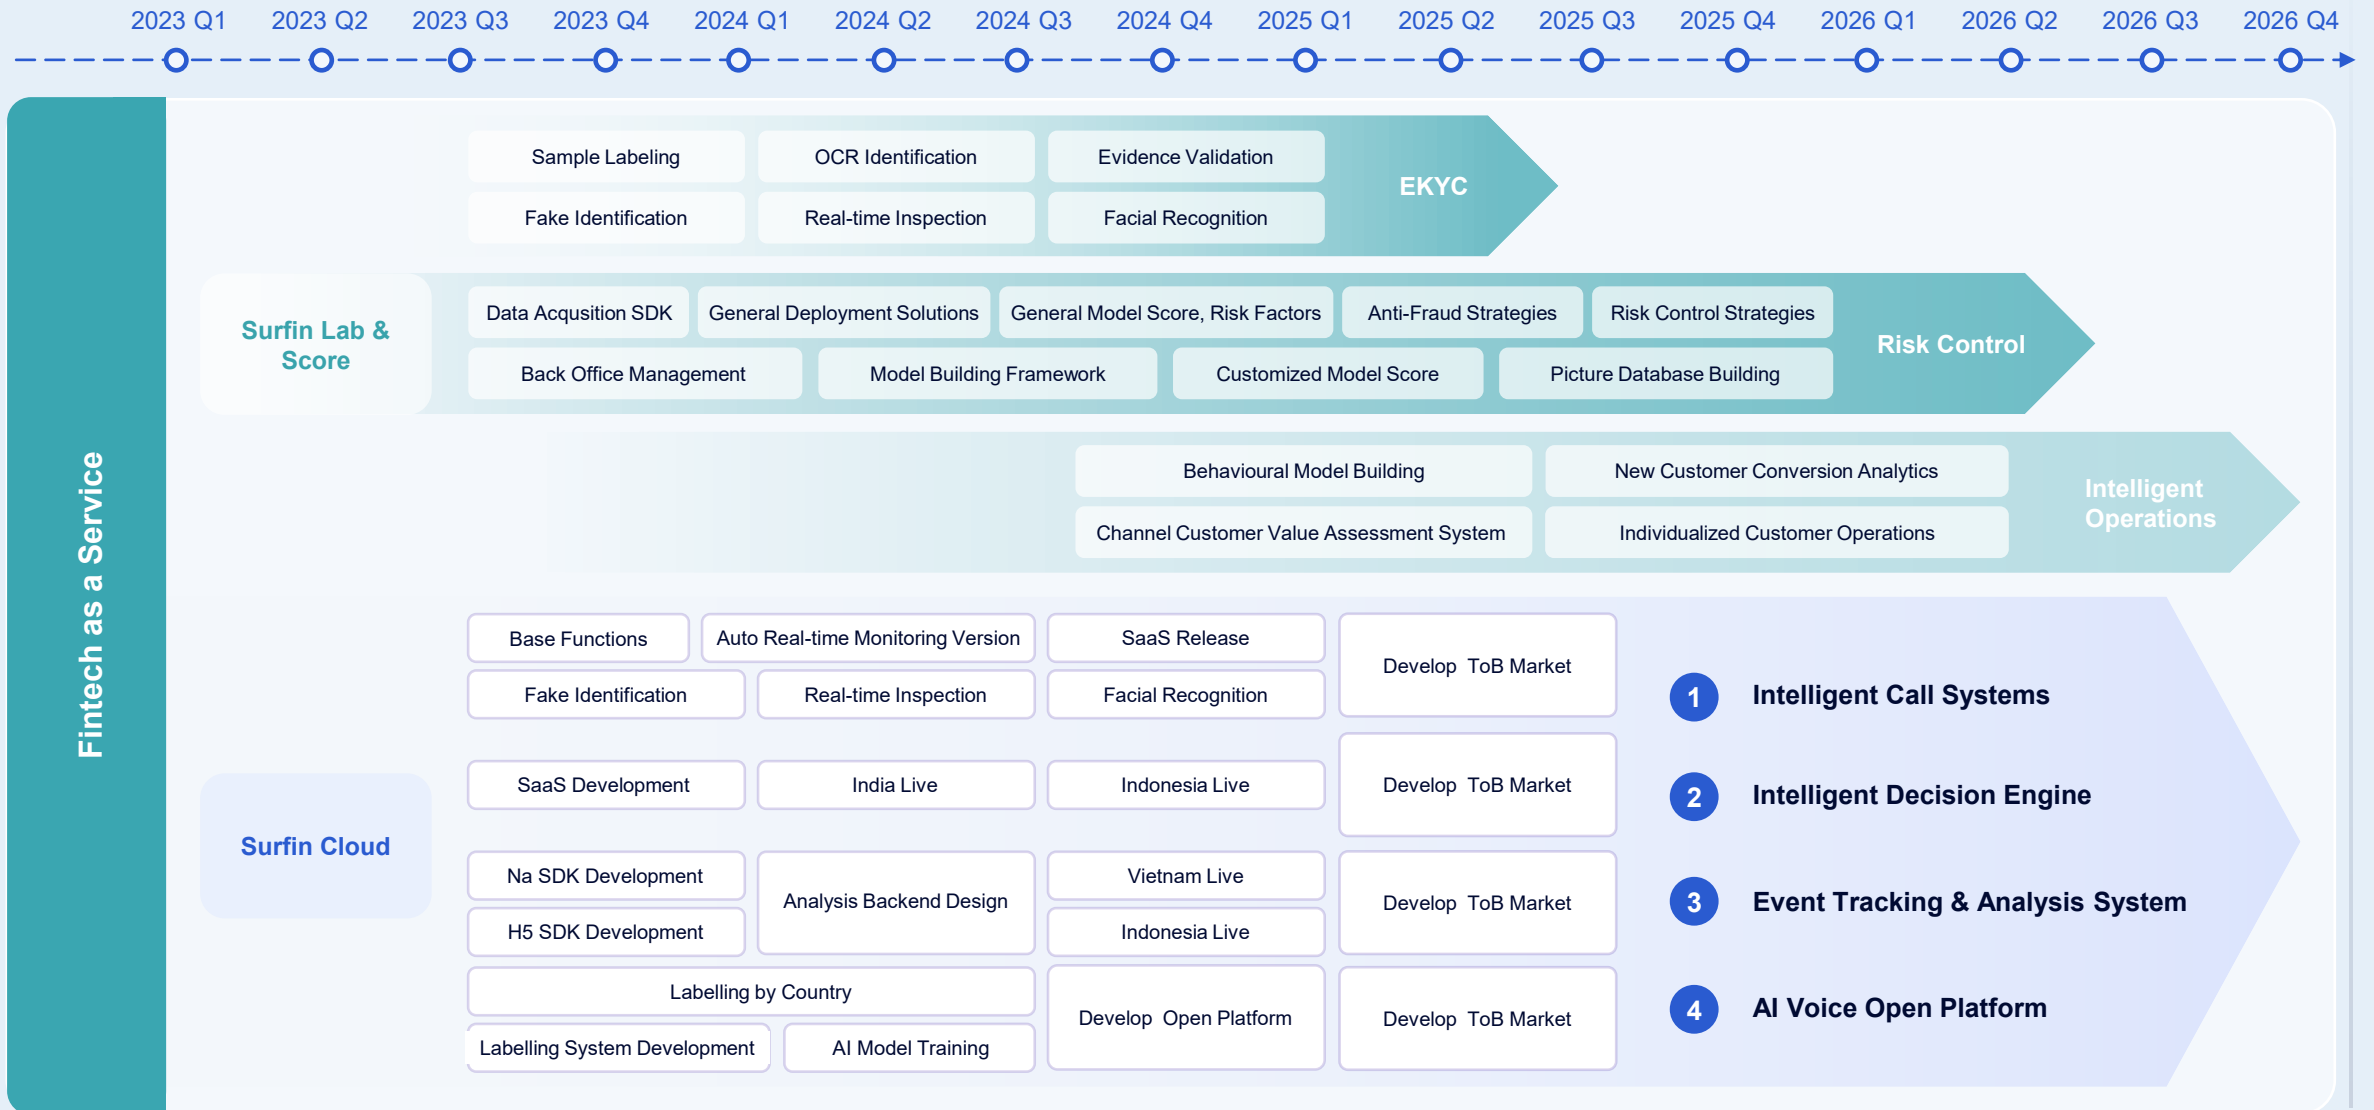 2023 Q1 2023 Q2 2023 Q3 2023 Q4 2024 Q1 2024 Q2 2024 Q3 2024 Q4 2025 Q1 2025 Q2 2025 Q3 2025 Q4 2026 Q1 2026 Q2 2026 Q3 2026 Q4
Fintech as a Service
Sample Labeling
OCR Identification
Evidence Validation
Fake Identification
Real-time Inspection
Facial Recognition
EKYC
Surfin Lab &
Score
Data Acqusition SDK
General Deployment Solutions
General Model Score, Risk Factors
Anti-Fraud Strategies
Risk Control Strategies
Back Office Management
Model Building Framework
Customized Model Score
Picture Database Building
Risk Control
Behavioural Model Building
New Customer Conversion Analytics
Channel Customer Value Assessment System
Individualized Customer Operations
Intelligent
Operations
Surfin Cloud
Base Functions
Auto Real-time Monitoring Version
SaaS Release
Fake Identification
Real-time Inspection
Facial Recognition
Develop ToB Market
1 Intelligent Call Systems
SaaS Development
India Live
Indonesia Live
Develop ToB Market
2 Intelligent Decision Engine
Na SDK Development
H5 SDK Development
Analysis Backend Design
Vietnam Live
Indonesia Live
Develop ToB Market
3 Event Tracking & Analysis System
Labelling by Country
Labelling System Development
AI Model Training
Develop Open Platform
Develop ToB Market
4 AI Voice Open Platform